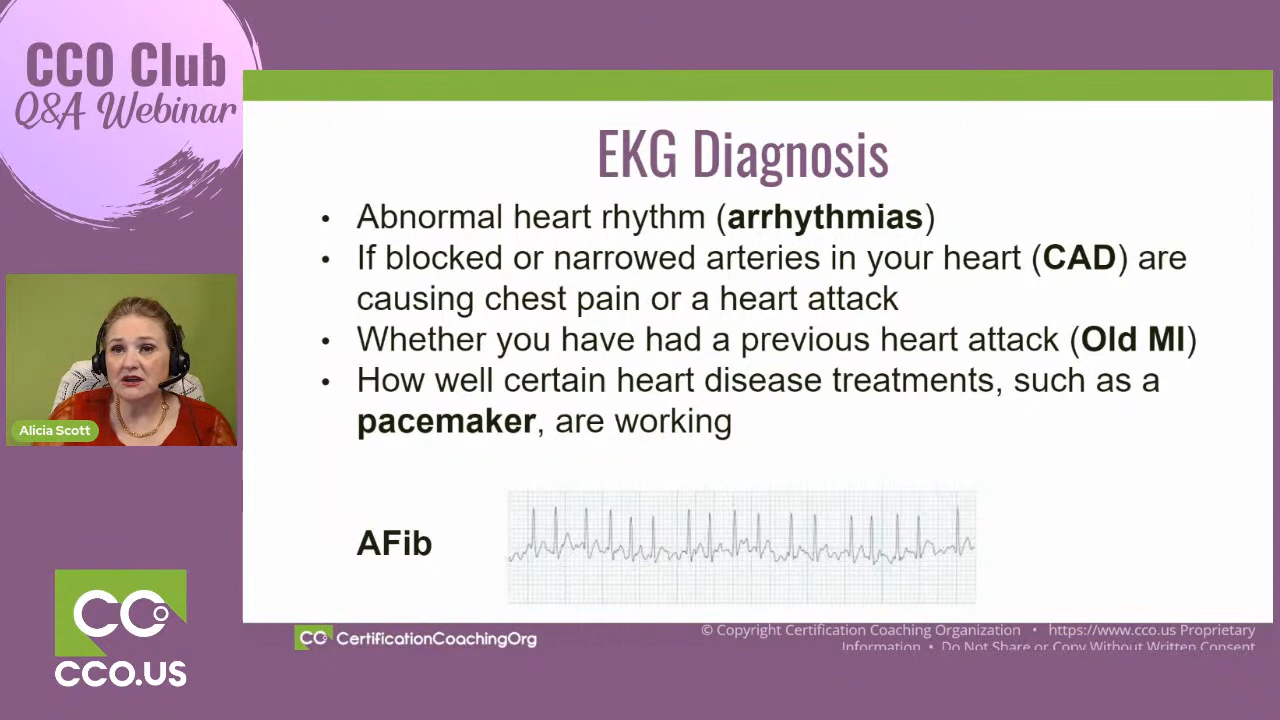 CCO Club
Q&A Webinar
EKG Diagnosis
• Abnormal heart rhythm (arrhythmias)
• If blocked or narrowed arteries in your heart (CAD) are
causing chest pain or a heart attack
• Whether you have had a previous heart attack (Old MI)
• How well certain heart disease treatments, such as a
pacemaker, are working
Alicia Scott
AFib
CCO
CCO.US
CCO CertificationCoachingOrg
© Copyright Certification Coaching Organization • https://www.cco.us Proprietary
Information • Do Not Share or Copy Without Written Consent